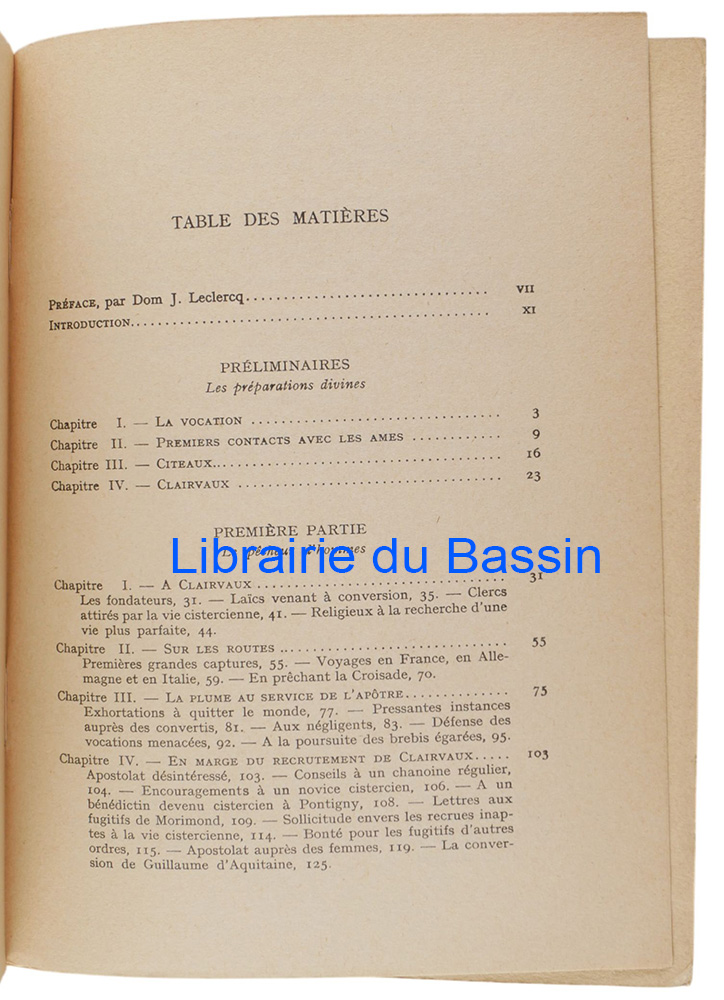 TABLE DES MATIÈRES
PRÉFACE, par Dom J. Leclercq................................ VII
INTRODUCTION................................................ XI
PRÉLIMINAIRES
Les préparations divines
Chapitre I. — LA VOCATION ................................. 3
Chapitre II. — PREMIERS CONTACTS AVEC LES AMES ............ 9
Chapitre III. — CITEAUX.................................... 16
Chapitre IV. — CLAIRVAUX .................................. 23
PREMIÈRE PARTIE
Librairie du Bassin
Chapitre I. — A CLAIRVAUX ................................. 31
Les fondateurs, 31. — Laïcs venant à conversion, 35. — Clercs
attirés par la vie cistercienne, 41. — Religieux à la recherche d'une
vie plus parfaite, 44.
Chapitre II. — SUR LES ROUTES .............................. 55
Premières grandes captures, 55. — Voyages en France, en Alle-
magne et en Italie, 59. — En prêchant la Croisade, 70.
Chapitre III. — LA PLUME AU SERVICE DE L'APÔTRE.............. 75
Exhortations à quitter le monde, 77. — Pressantes instances
auprès des convertis, 81. — Aux négligents, 83. — Défense des
vocations menacées, 92. — A la poursuite des brebis égarées, 95.
Chapitre IV. — EN MARGE DU RECRUTEMENT DE CLAIRVAUX..... 103
Apostolat désintéressé, 103. — Conseils à un chanoine régulier,
104. — Encouragements à un novice cistercien, 106. — A un
bénédictin devenu cistercien à Pontigny, 108. — Lettres aux
fugitifs de Morimond, 109. — Sollicitude envers les recrues inap-
tes à la vie cistercienne, 114. — Bonté pour les fugitifs d'autres
ordres, 115. — Apostolat auprès des femmes, 119. — La conver-
sion de Guillaume d'Aquitaine, 125.